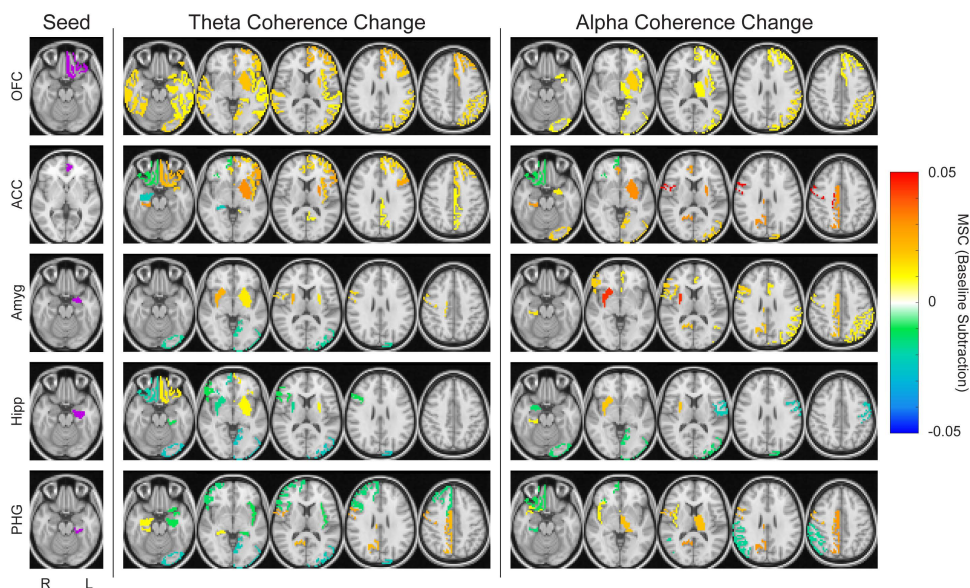 Seed
Theta Coherence Change
Alpha Coherence Change
OFC
ACC
Amyg
Hipp
PHG
R L
0.05
0
-0.05
MSC (Baseline Subtraction)